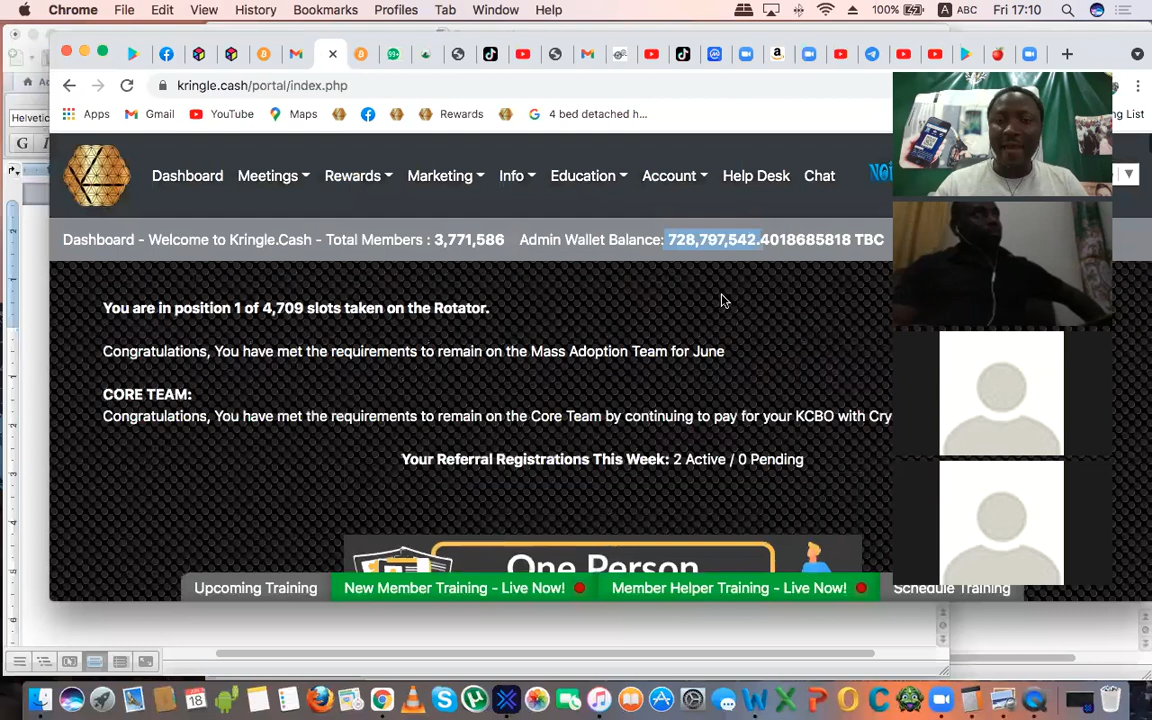 Chrome File Edit View History Bookmarks Profiles Tab Window Help 100% A ABC Fri 17:10
99+
kringle.cash/portal/index.php
Helvetic
Apps Gmail YouTube Maps Rewards 4 bed detached h... ng List
G
Dashboard Meetings Rewards Marketing Info Education Account Help Desk Chat
Dashboard - Welcome to Kringle.Cash - Total Members : 3,771,586 Admin Wallet Balance: 728,797,542.4018685818 TBC
You are in position 1 of 4,709 slots taken on the Rotator.
Congratulations, You have met the requirements to remain on the Mass Adoption Team for June
CORE TEAM:
Congratulations, You have met the requirements to remain on the Core Team by continuing to pay for your KCBO with Cry
Your Referral Registrations This Week: 2 Active / 0 Pending
One Person
Upcoming Training New Member Training - Live Now! Member Helper Training - Live Now! Schedule Training
18